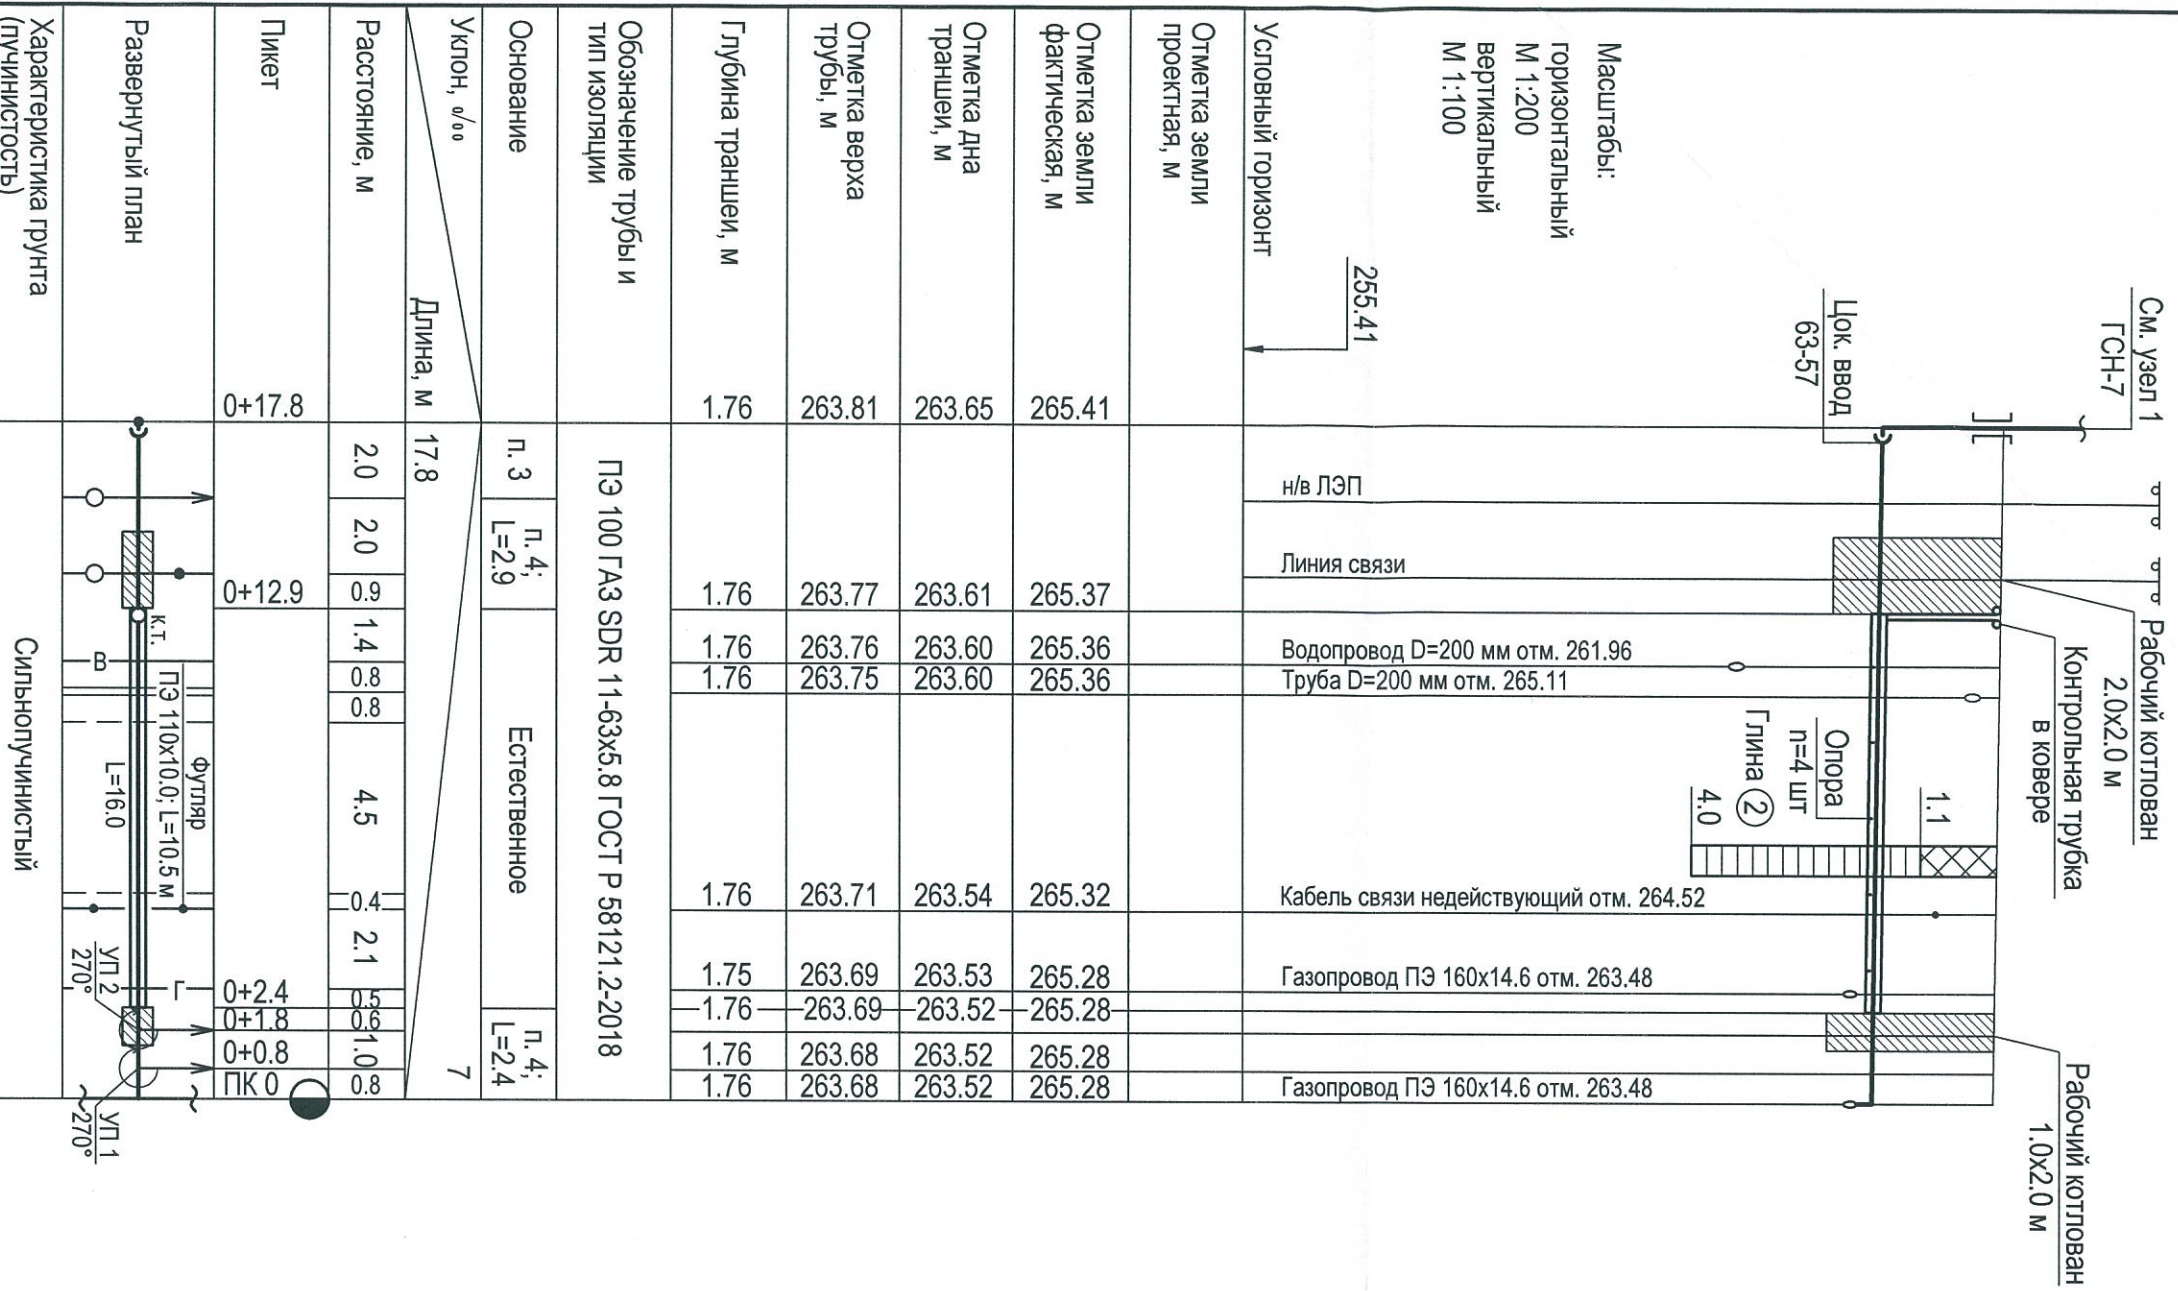 См. узел 1
ГСН-7
Цок. ввод
63-57
Рабочий котлован
2.0x2.0 м
Контрольная трубка
в ковере
Рабочий котлован
1.0x2.0 м
Масштабы:
горизонтальный
М 1:200
вертикальный
М 1:100
1.1
Опора
n=4 шт
Глина 2
4.0
255.41
н/в ЛЭП
Линия связи
Водопровод D=200 мм отм. 261.96
Труба D=200 мм отм. 265.11
Кабель связи недействующий отм. 264.52
Газопровод ПЭ 160x14.6 отм. 263.48
Газопровод ПЭ 160x14.6 отм. 263.48
Условный горизонт
Отметка земли
проектная, м
Отметка земли
фактическая, м
265.41 265.37 265.36 265.36 265.32 265.28 265.28 265.28 265.28
Отметка дна
траншеи, м
263.65 263.61 263.60 263.60 263.54 263.53 263.52 263.52 263.52
Отметка верха
трубы, м
263.81 263.77 263.76 263.75 263.71 263.69 263.69 263.68 263.68
Глубина траншеи, м
1.76 1.76 1.76 1.76 1.76 1.75 1.76 1.76 1.76
Обозначение трубы и
тип изоляции
ПЭ 100 ГАЗ SDR 11-63x5.8 ГОСТ Р 58121.2-2018
Основание
п. 3
п. 4;
L=2.9
Естественное
п. 4;
L=2.4
Уклон, ‰
Длина, м
17.8
7
Расстояние, м
2.0 2.0 0.9 1.4 0.8 0.8 4.5 0.4 2.1 0.5 0.6 1.0 0.8
Пикет
0+17.8 0+12.9 0+2.4 0+1.8 0+0.8 ПК 0
Развернутый план
к.т.
В
Футляр
ПЭ 110x10.0; L=10.5 м
L=16.0
Г
УП 2
270°
УП 1
270°
Характеристика грунта
(пучинистость)
Сильнопучинистый